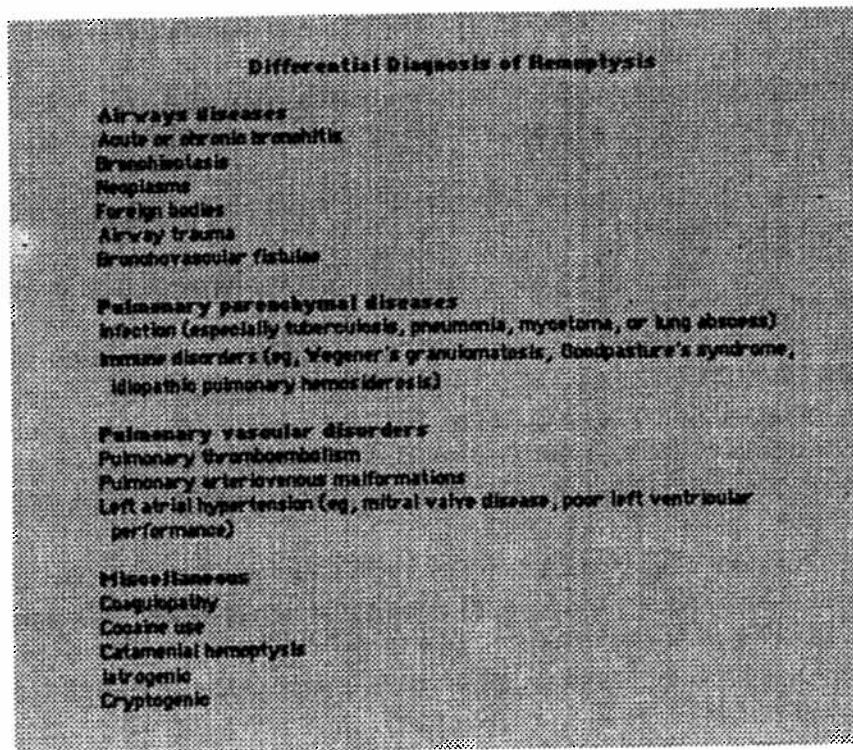 Differential Diagnosis of Hemoptysis
Airways diseases
Acute or chronic bronchitis
Bronchiectasis
Neoplasms
Foreign bodies
Airway trauma
Bronchovascular fistulae
Pulmonary parenchymal diseases
Infection (especially tuberculosis, pneumonia, mycetoma, or lung abscess)
Immune disorders (eg, Wegener's granulomatosis, Goodpasture's syndrome,
idiopathic pulmonary hemosiderosis)
Pulmonary vascular disorders
Pulmonary thromboembolism
Pulmonary arteriovenous malformations
Left atrial hypertension (eg, mitral valve disease, poor left ventricular
performance)
Miscellaneous
Coagulopathy
Cocaine use
Catamenial hemoptysis
Iatrogenic
Cryptogenic